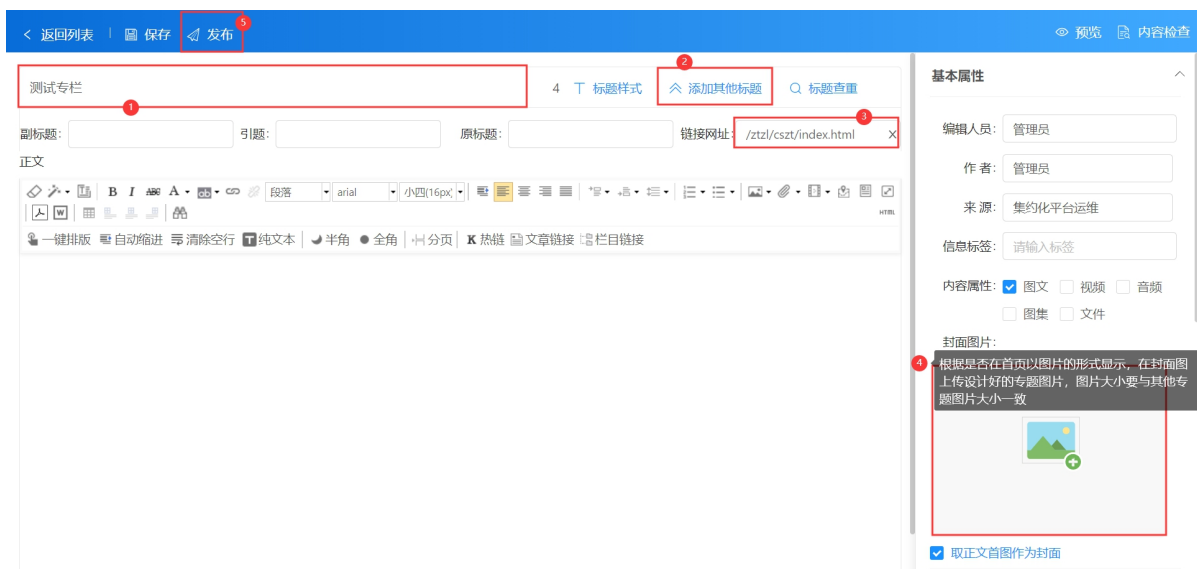 返回列表 保存 发布 5 预览 内容检查
测试专栏 1 4 标题样式 2 添加其他标题 标题查重
副标题: 引题: 原标题: 链接网址: 3 /ztzl/cszt/index.html X
正文
B I ABC A ab 段落 arial 小四(16px) HTML
W
一键排版 自动缩进 清除空行 T 纯文本 半角 全角 分页 K 热链 文章链接 栏目链接
基本属性
编辑人员: 管理员
作者: 管理员
来源: 集约化平台运维
信息标签: 请输入标签
内容属性: 图文 视频 音频
图集 文件
封面图片:
4 根据是否在首页以图片的形式显示，在封面图
上传设计好的专题图片，图片大小要与其他专
题图片大小一致
取正文首图作为封面